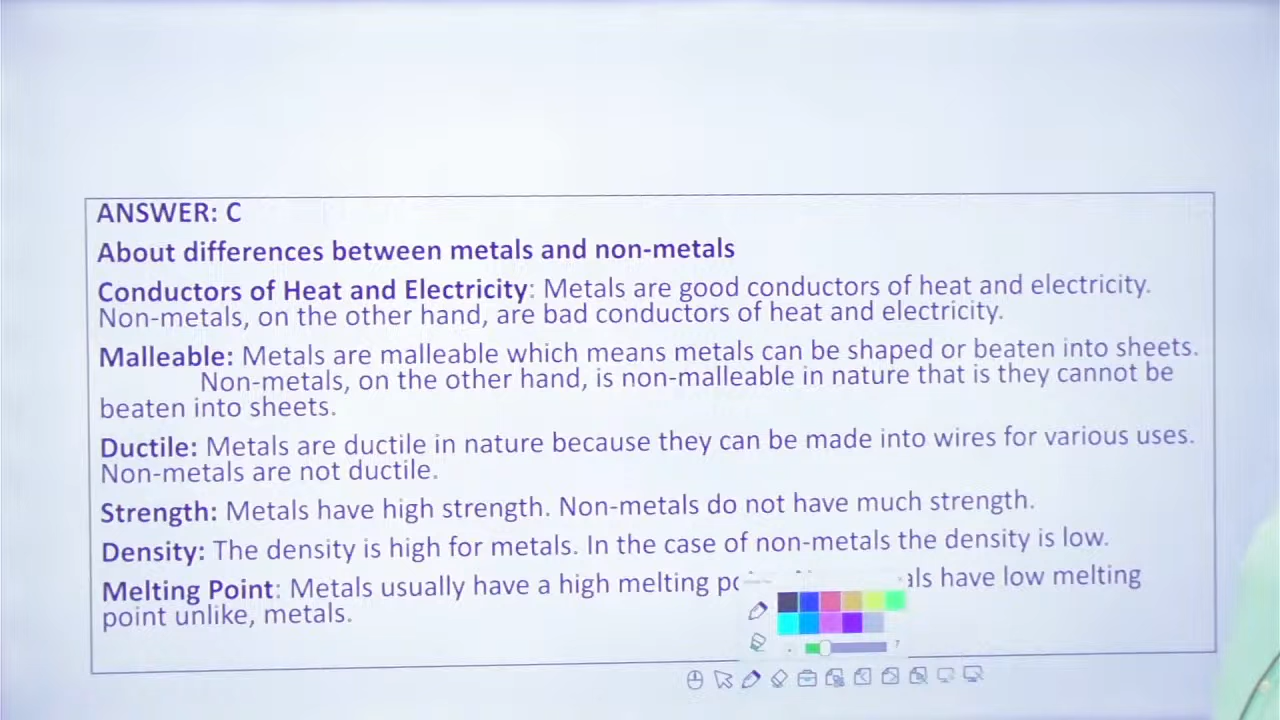 ANSWER: C
About differences between metals and non-metals
Conductors of Heat and Electricity: Metals are good conductors of heat and electricity.
Non-metals, on the other hand, are bad conductors of heat and electricity.
Malleable: Metals are malleable which means metals can be shaped or beaten into sheets.
Non-metals, on the other hand, is non-malleable in nature that is they cannot be
beaten into sheets.
Ductile: Metals are ductile in nature because they can be made into wires for various uses.
Non-metals are not ductile.
Strength: Metals have high strength. Non-metals do not have much strength.
Density: The density is high for metals. In the case of non-metals the density is low.
Melting Point: Metals usually have a high melting have low melting
point unlike, metals.
7